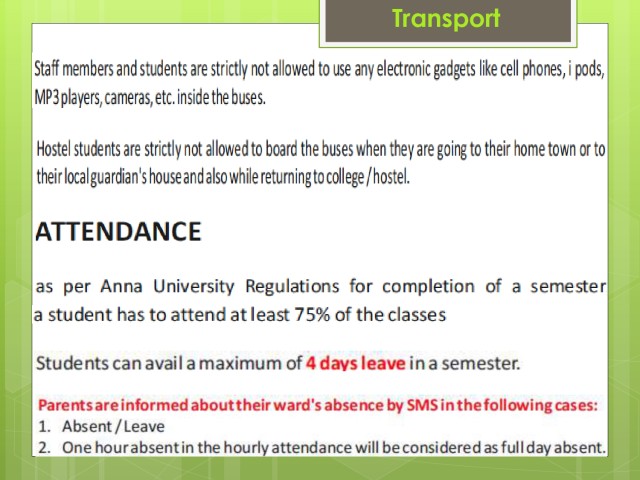 Transport
Staff members and students are strictly not allowed to use any electronic gadgets like cell phones, i pods,
MP3 players, cameras, etc. inside the buses.
Hostel students are strictly not allowed to board the buses when they are going to their home town or to
their local guardian's house and also while returning to college / hostel.
ATTENDANCE
as per Anna University Regulations for completion of a semester
a student has to attend at least 75% of the classes
Students can avail a maximum of 4 days leave in a semester.
Parents are informed about their ward's absence by SMS in the following cases:
1. Absent / Leave
2. One hour absent in the hourly attendance will be considered as full day absent.